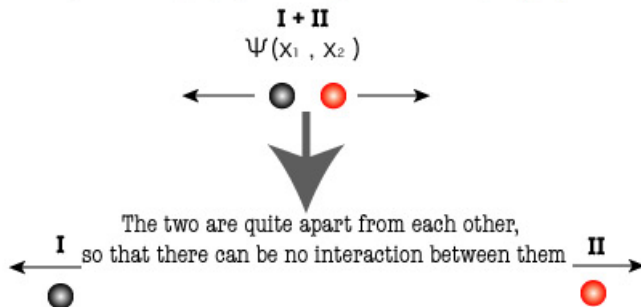 I + II
Ψ(x₁ , x₂ )
The two are quite apart from each other,
I
so that there can be no interaction between them
II